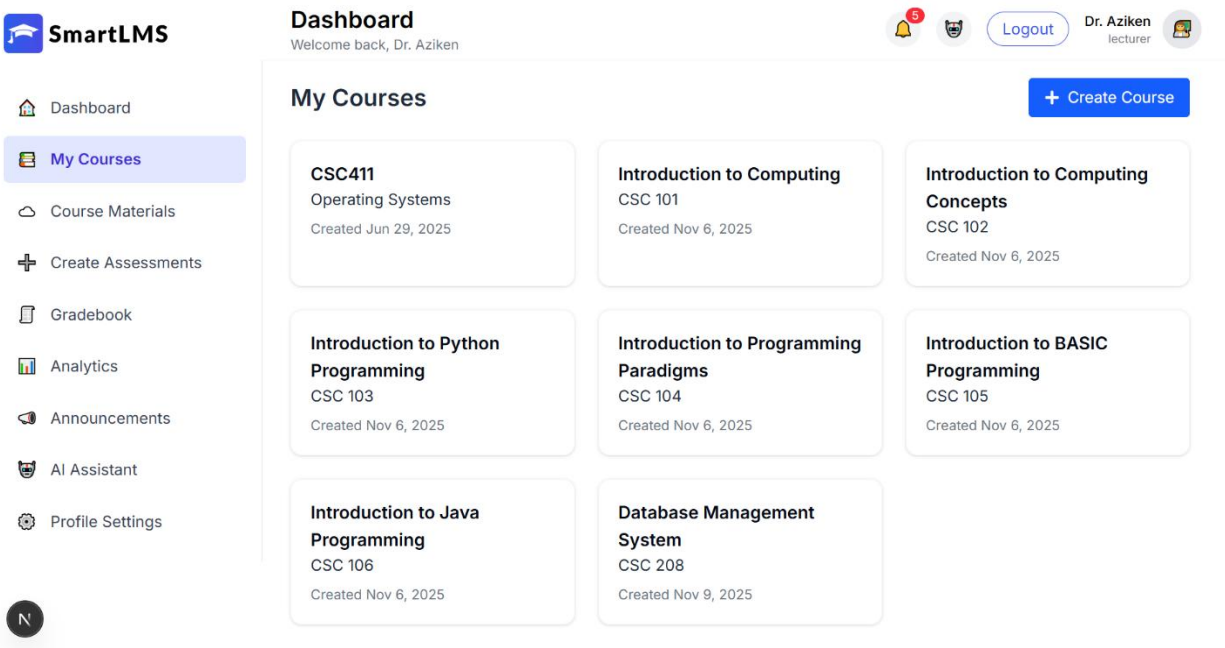 SmartLMS
Dashboard
Welcome back, Dr. Aziken
5
Logout
Dr. Aziken
lecturer
Dashboard
My Courses
Course Materials
Create Assessments
Gradebook
Analytics
Announcements
AI Assistant
Profile Settings
N
My Courses
+ Create Course
CSC411
Operating Systems
Created Jun 29, 2025
Introduction to Computing
CSC 101
Created Nov 6, 2025
Introduction to Computing
Concepts
CSC 102
Created Nov 6, 2025
Introduction to Python
Programming
CSC 103
Created Nov 6, 2025
Introduction to Programming
Paradigms
CSC 104
Created Nov 6, 2025
Introduction to BASIC
Programming
CSC 105
Created Nov 6, 2025
Introduction to Java
Programming
CSC 106
Created Nov 6, 2025
Database Management
System
CSC 208
Created Nov 9, 2025